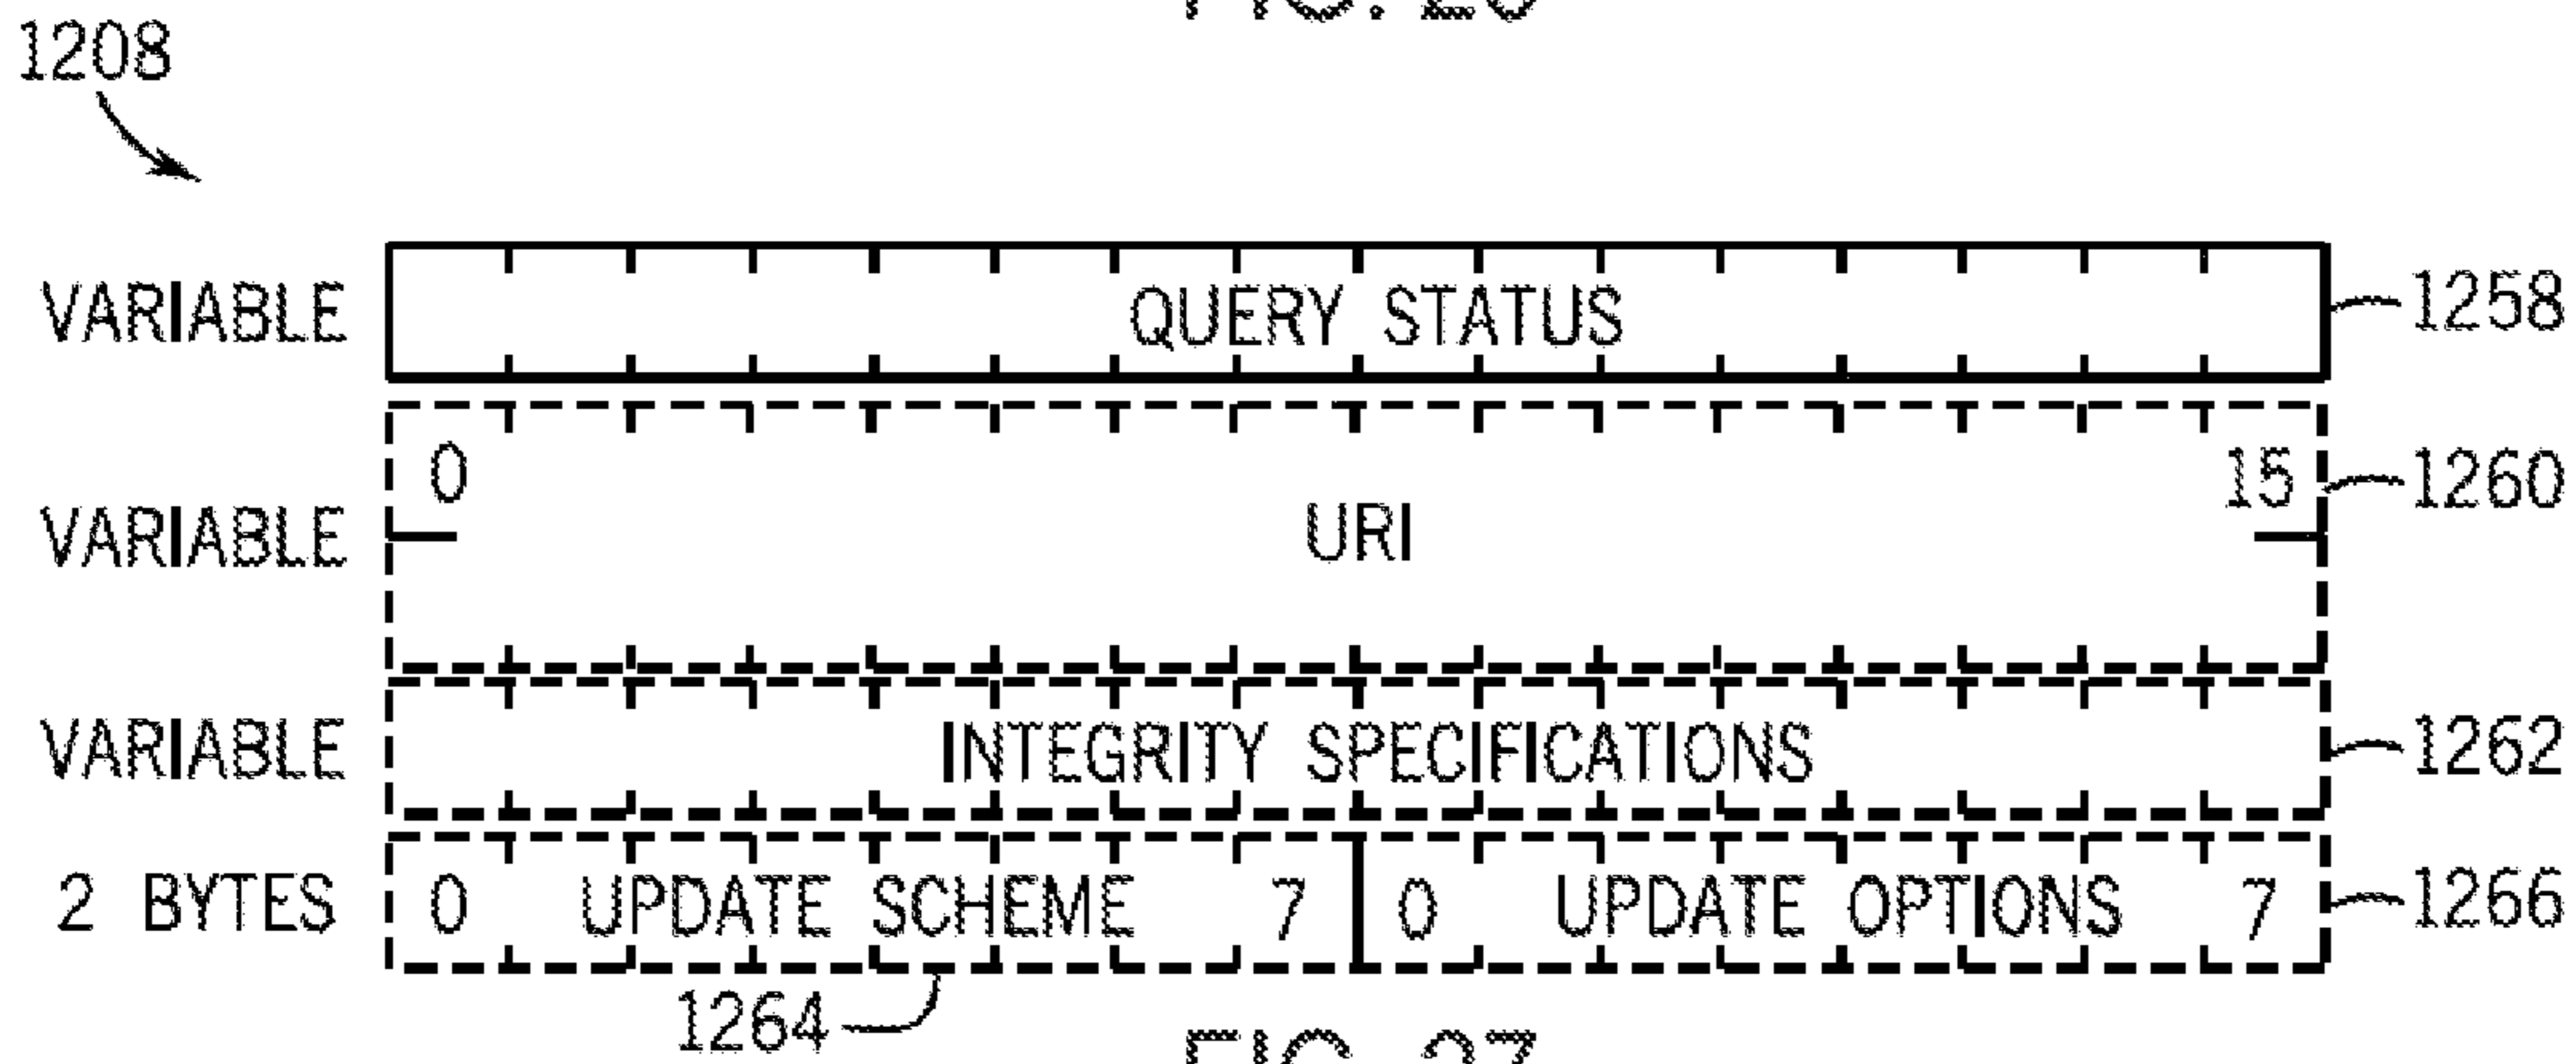 1208
VARIABLE QUERY STATUS 1258
0 15 1260
VARIABLE URI
VARIABLE INTEGRITY SPECIFICATIONS 1262
2 BYTES 0 UPDATE SCHEME 7 0 UPDATE OPTIONS 7 1266
1264